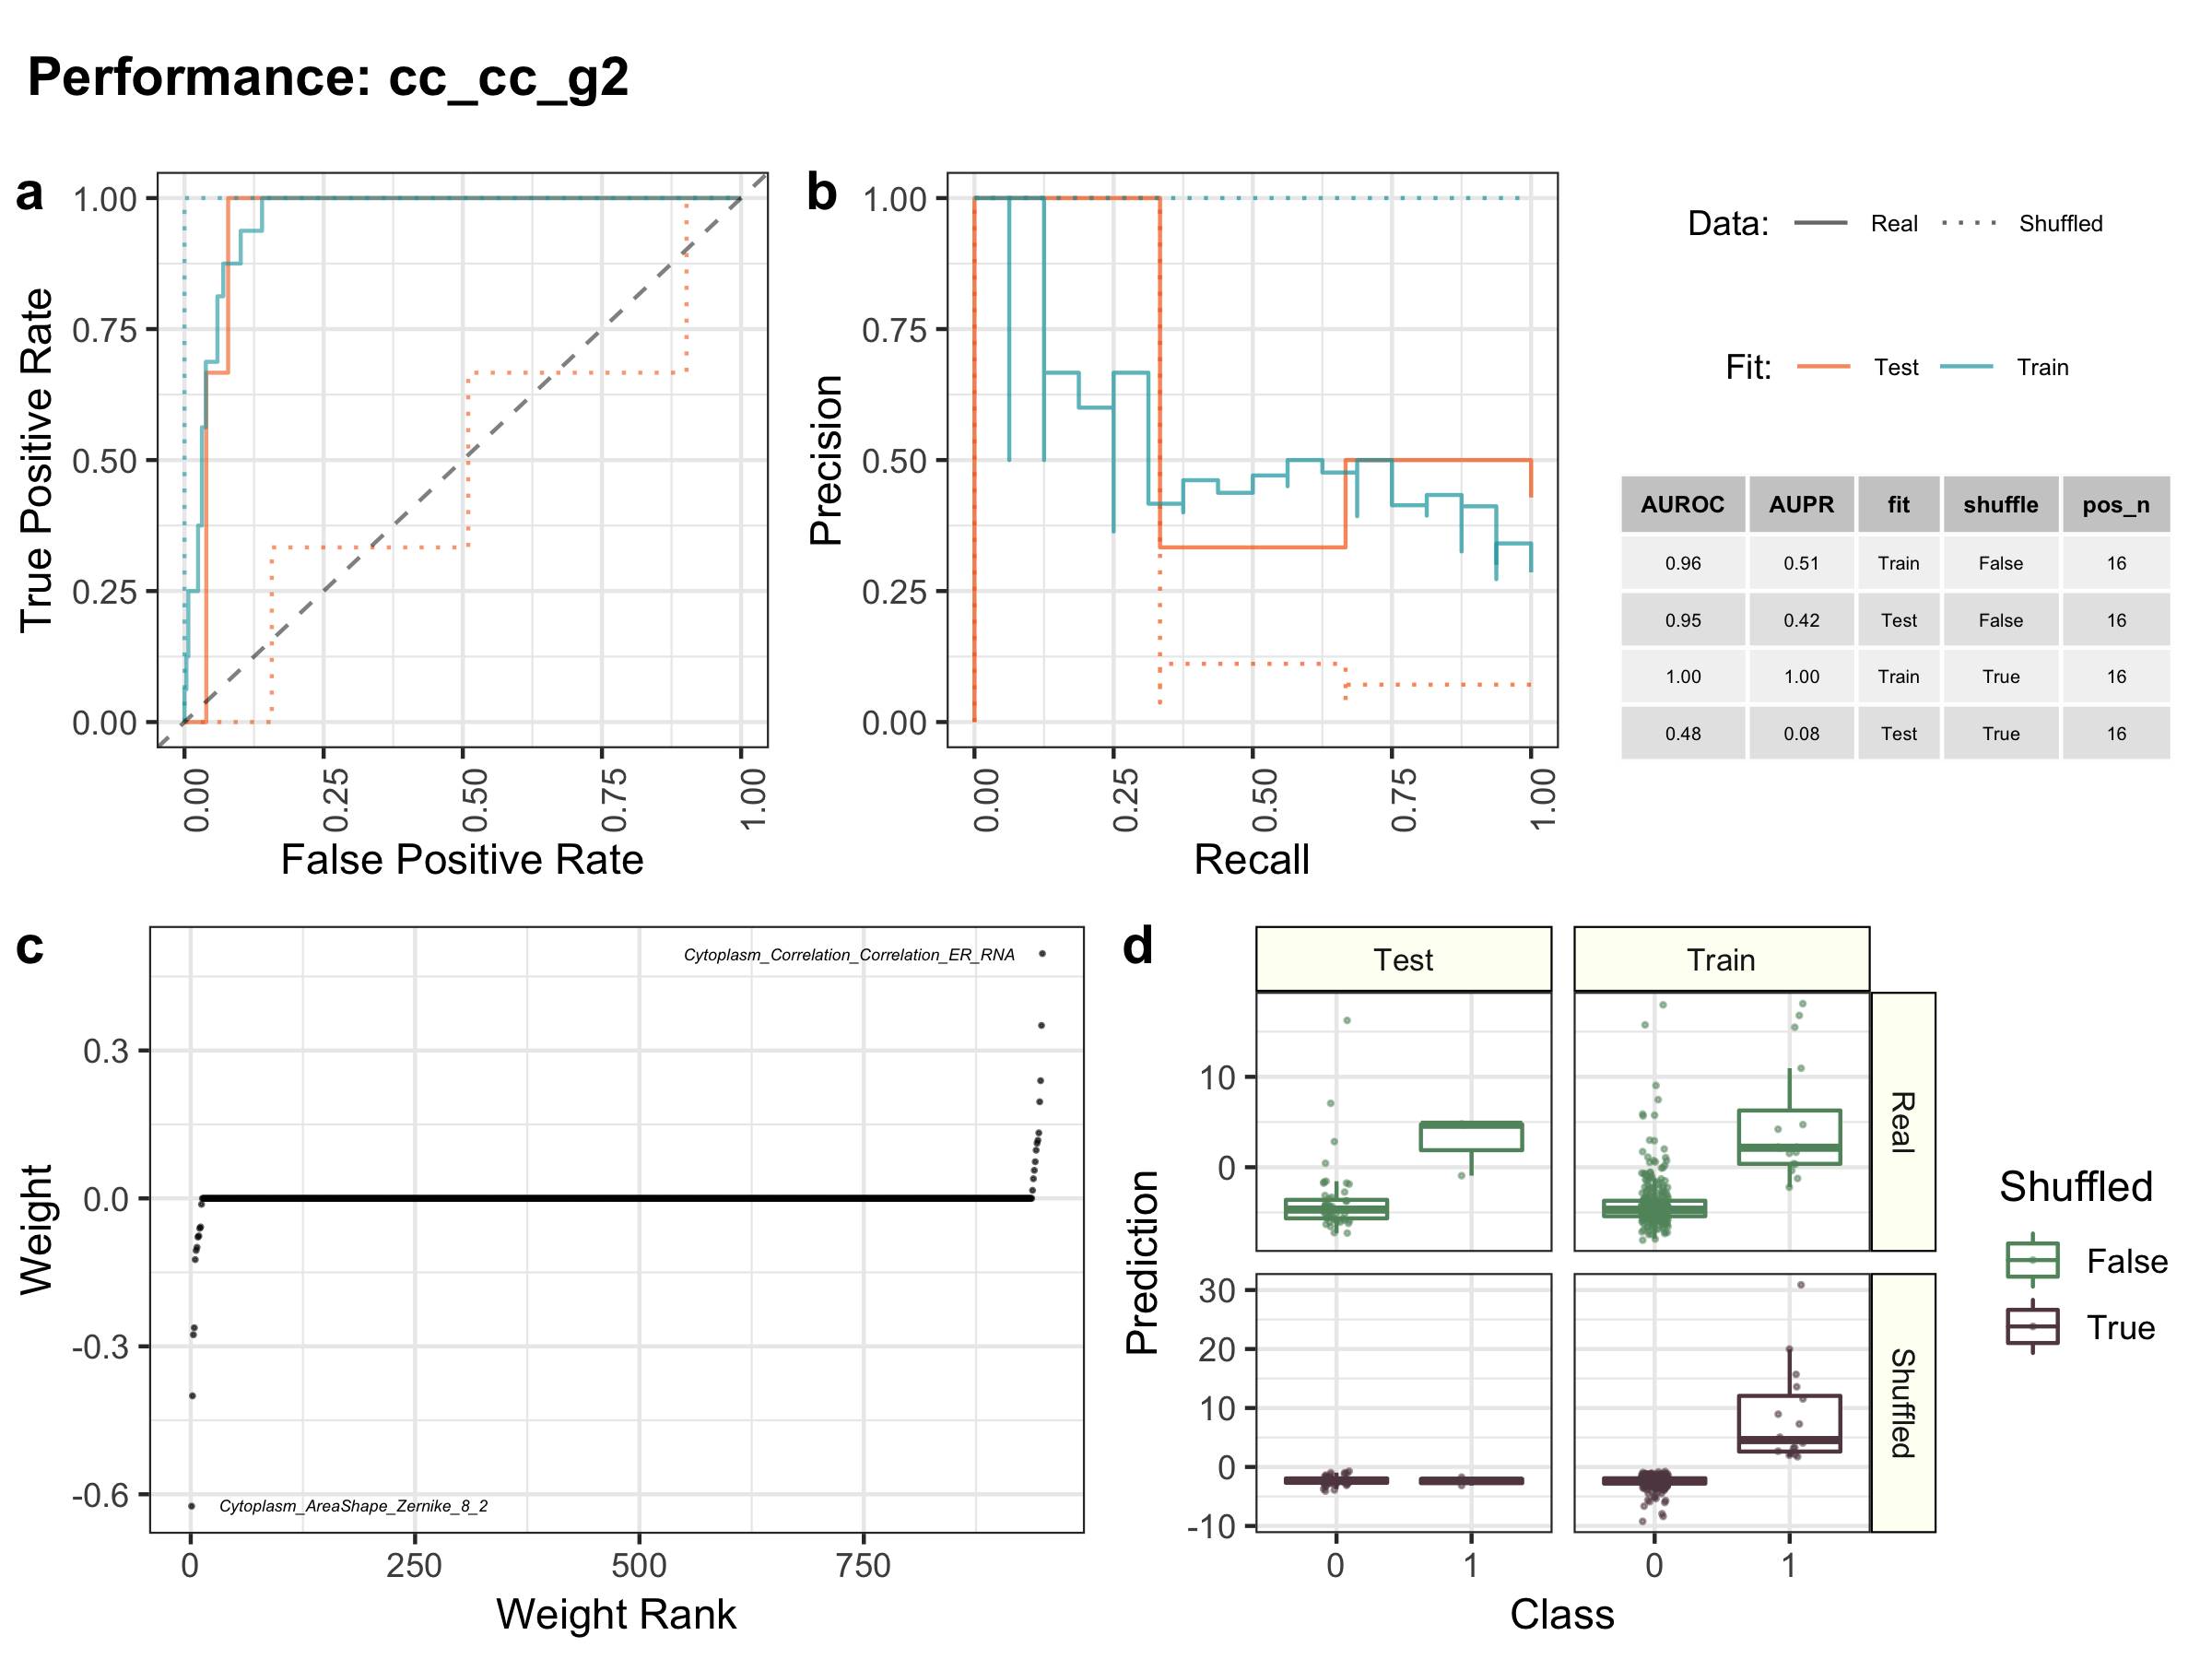 Performance: cc_cc_g2
a
True Positive Rate
1.00
0.75
0.50
0.25
0.00
0.00 0.25 0.50 0.75 1.00
False Positive Rate
b
Precision
1.00
0.75
0.50
0.25
0.00
0.00 0.25 0.50 0.75 1.00
Recall
Data: Real Shuffled
Fit: Test Train
AUROC AUPR fit shuffle pos_n
0.96 0.51 Train False 16
0.95 0.42 Test False 16
1.00 1.00 Train True 16
0.48 0.08 Test True 16
c
Weight
0.3
0.0
-0.3
-0.6
Cytoplasm_Correlation_Correlation_ER_RNA
Cytoplasm_AreaShape_Zernike_8_2
0 250 500 750
Weight Rank
d
Test Train
Prediction
10
0
Real
30
20
10
0
-10
Shuffled
0 1 0 1
Class
Shuffled
False
True